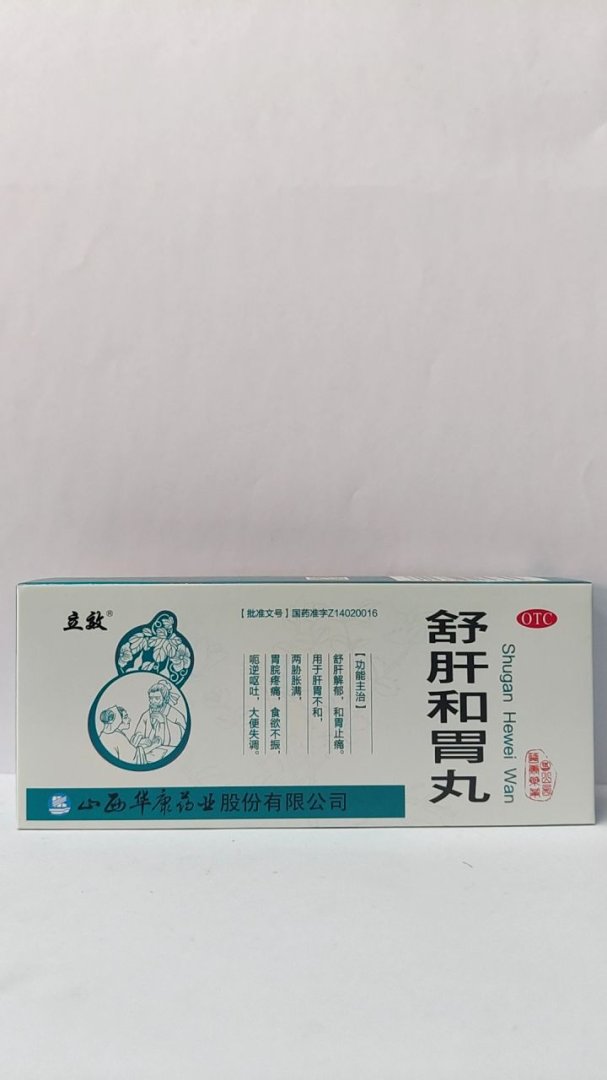 立效®
【批准文号】国药准字Z14020016
【功能主治】
舒肝解郁，和胃止痛。
用于肝胃不和，
两胁胀满，
胃脘疼痛，食欲不振，
呃逆呕吐，大便失调。
舒肝和胃丸
Shugan Hewei Wan
OTC
山西华康药业股份有限公司